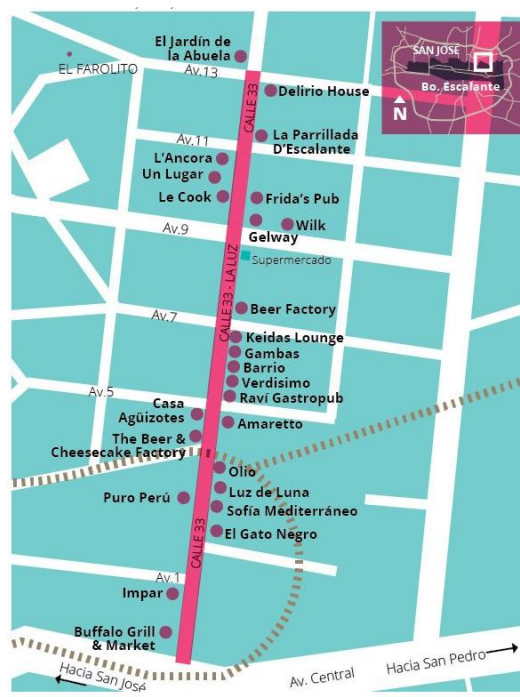 El Jardín de
la Abuela
EL FAROLITO
Av.13
SAN JOSÉ
Bo. Escalante
N
CALLE 33
Delirio House
Av.11
La Parrillada
D'Escalante
L'Ancora
Un Lugar
Le Cook
Frida's Pub
Av.9
Gelway
Wilk
Supermercado
CALLE 33 - LA LUZ
Beer Factory
Av.7
Keidas Lounge
Gambas
Barrio
Verdisimo
Av.5
Raví Gastropub
Casa
Agüizotes
Amaretto
The Beer &
Cheesecake Factory
Olio
Puro Perú
Luz de Luna
Sofía Mediterráneo
CALLE 33
El Gato Negro
Av.1
Impar
Buffalo Grill
& Market
Hacia San José
Av. Central
Hacia San Pedro